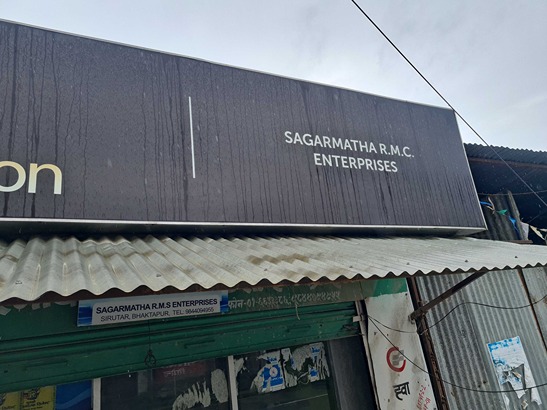 on
SAGARMATHA R.M.C.
ENTERPRISES
SAGARMATHA R.M.S ENTERPRISES
SIRUTAR, BHAKTAPUR, TEL: 9844094955
स्वा